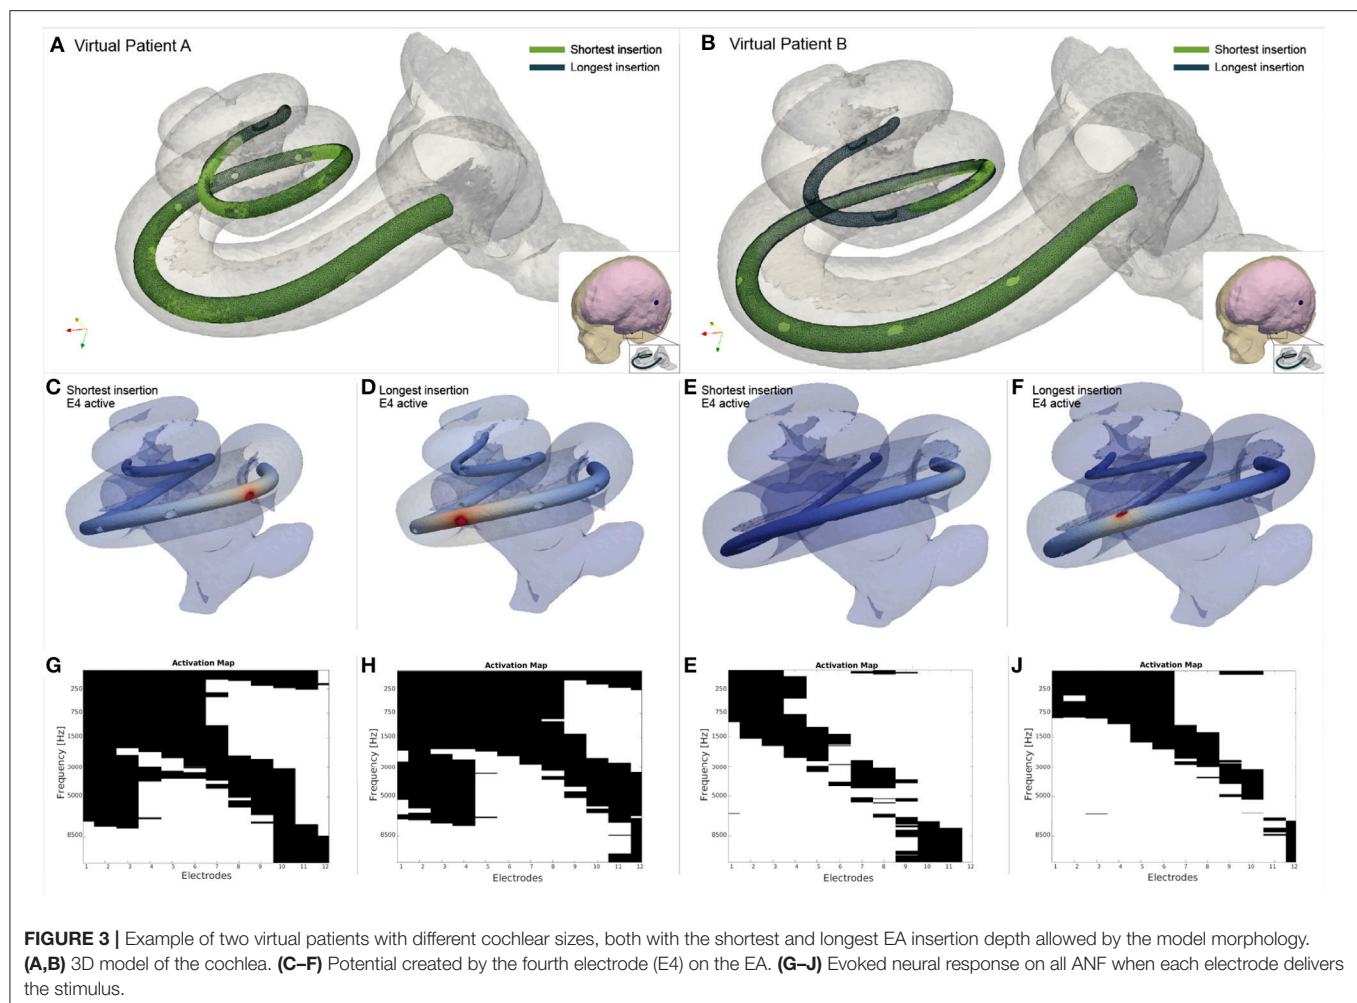 A Virtual Patient A
Shortest insertion
Longest insertion
B Virtual Patient B
Shortest insertion
Longest insertion
C Shortest insertion
E4 active
D Longest insertion
E4 active
E Shortest insertion
E4 active
F Longest insertion
E4 active
G
Activation Map
Frequency [Hz]
250
750
1500
3000
5000
8500
1 2 3 4 5 6 7 8 9 10 11 12
Electrodes
H
Activation Map
Frequency [Hz]
250
750
1500
3000
5000
8500
1 2 3 4 5 6 7 8 9 10 11 12
Electrodes
E
Activation Map
Frequency [Hz]
250
750
1500
3000
5000
8500
1 2 3 4 5 6 7 8 9 10 11 12
Electrodes
J
Activation Map
Frequency [Hz]
250
750
1500
3000
5000
8500
1 2 3 4 5 6 7 8 9 10 11 12
Electrodes
FIGURE 3 | Example of two virtual patients with different cochlear sizes, both with the shortest and longest EA insertion depth allowed by the model morphology.
(A,B) 3D model of the cochlea. (C–F) Potential created by the fourth electrode (E4) on the EA. (G–J) Evoked neural response on all ANF when each electrode delivers
the stimulus.